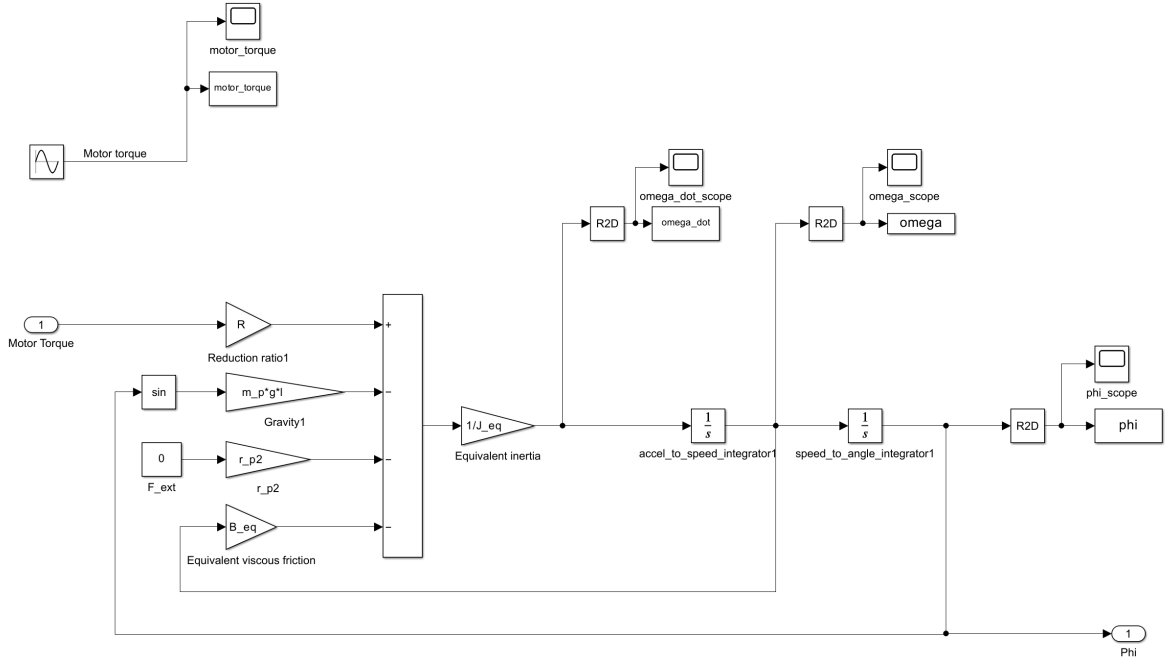 motor_torque
motor_torque
Motor torque
omega_dot_scope
omega_scope
R2D
omega_dot
R2D
omega
1
Motor Torque
R
+
Reduction ratio1
sin
m_p*g*l
−
Gravity1
phi_scope
1/J_eq
Equivalent inertia
1
s
accel_to_speed_integrator1
1
s
speed_to_angle_integrator1
R2D
phi
0
F_ext
r_p2
−
r_p2
B_eq
−
Equivalent viscous friction
1
Phi